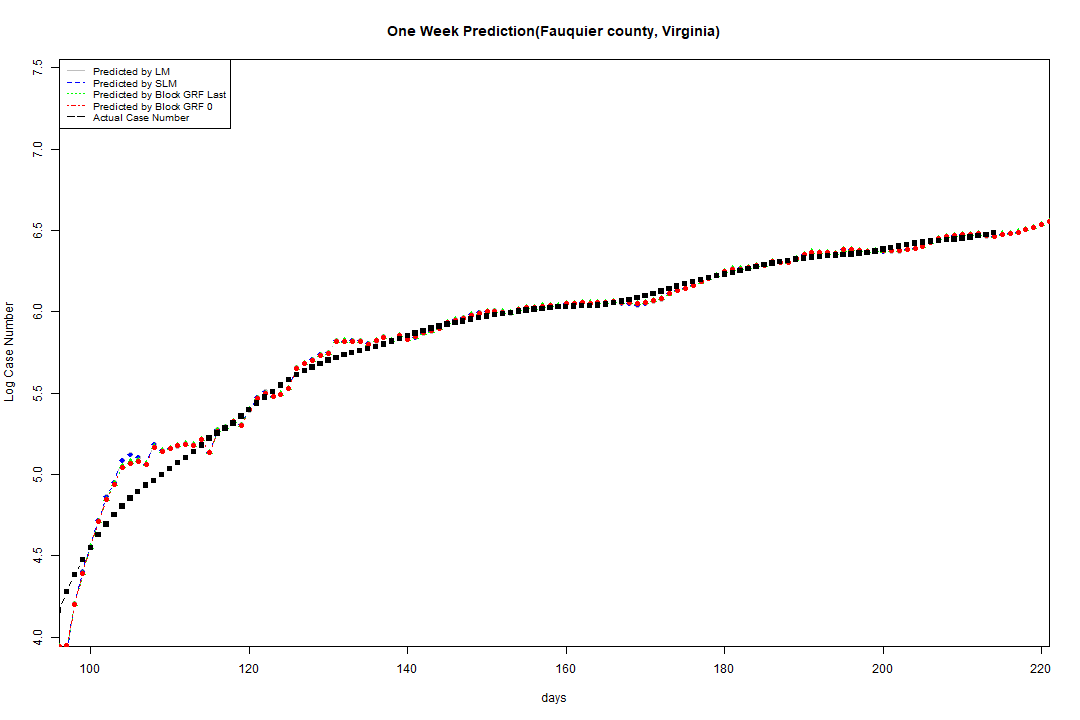 One Week Prediction(Fauquier county, Virginia)
Predicted by LM
Predicted by SLM
Predicted by Block GRF Last
Predicted by Block GRF 0
Actual Case Number
7.5
7.0
6.5
6.0
5.5
5.0
4.5
4.0
Log Case Number
100 120 140 160 180 200 220
days